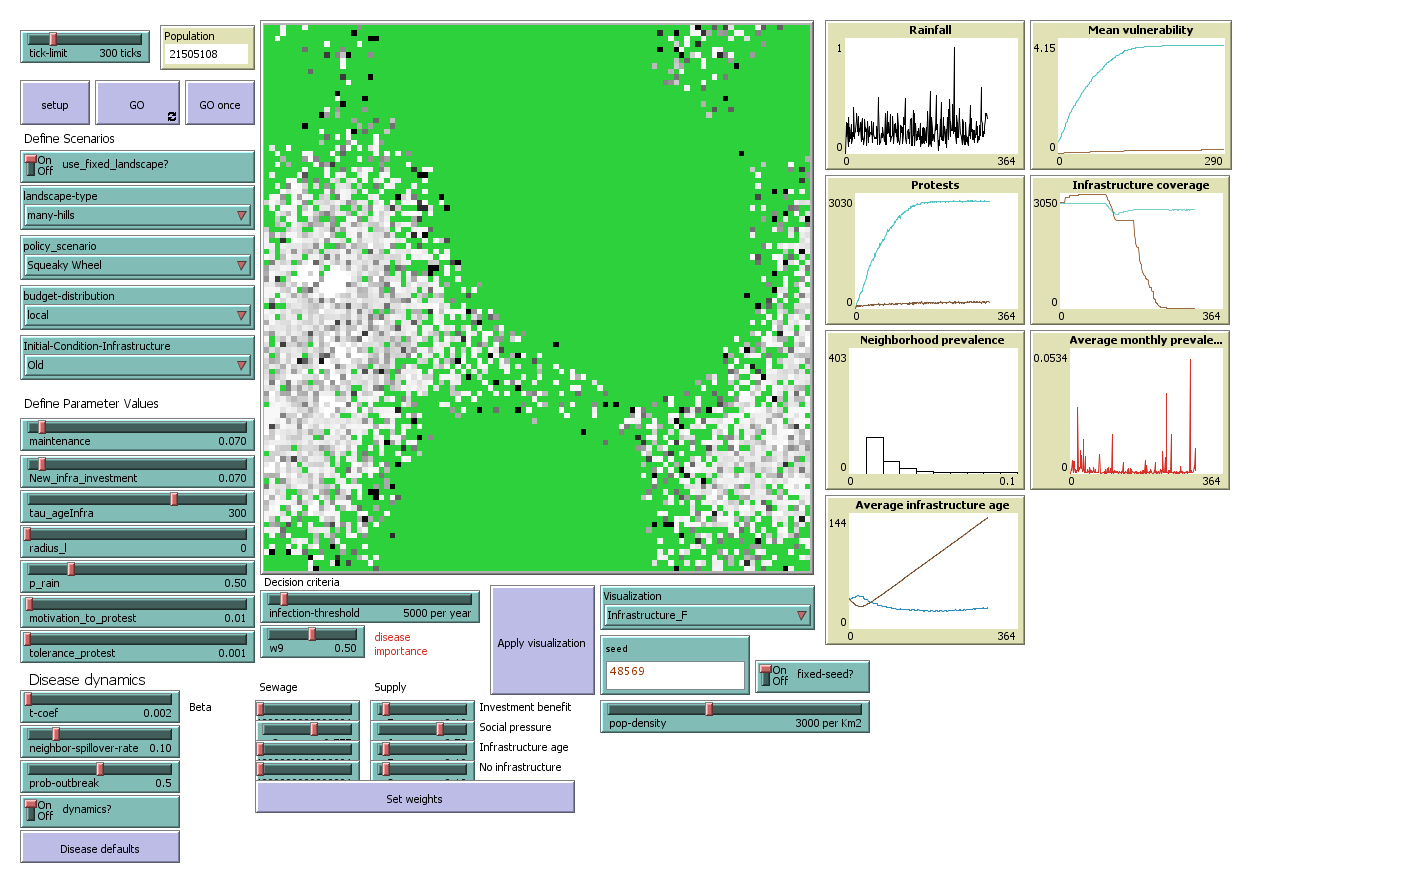 tick-limit 300 ticks
Population
21505108
setup
GO
GO once
Define Scenarios
On
Off
use_fixed_landscape?
landscape-type
many-hills
policy_scenario
Squeaky Wheel
budget-distribution
local
Initial-Condition-Infrastructure
Old
Define Parameter Values
maintenance 0.070
New_infra_investment 0.070
tau_ageInfra 300
radius_l 0
p_rain 0.50
motivation_to_protest 0.01
tolerance_protest 0.001
Disease dynamics
t-coef 0.002
Beta
neighbor-spillover-rate 0.10
prob-outbreak 0.5
On
Off
dynamics?
Disease defaults
Decision criteria
infection-threshold 5000 per year
w9 0.50
disease
importance
Sewage
Supply
Investment benefit
Social pressure
Infrastructure age
No infrastructure
Set weights
Apply visualization
Visualization
Infrastructure_F
seed
48569
On
Off
fixed-seed?
pop-density 3000 per Km2
Rainfall
1
0
0 364
Mean vulnerability
4.15
0
0 290
Protests
3030
0
0 364
Infrastructure coverage
3050
0
0 364
Neighborhood prevalence
403
0
0 0.1
Average monthly prevale...
0.0534
0
0 364
Average infrastructure age
144
0
0 364